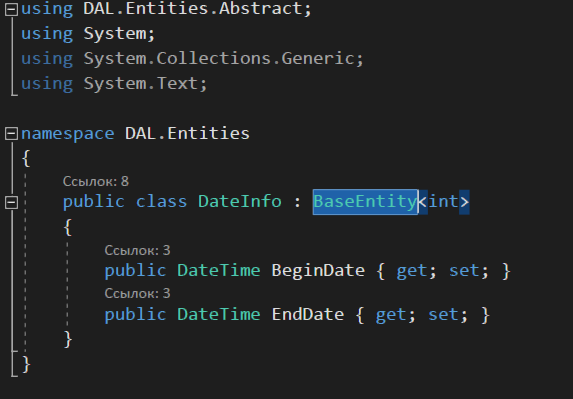 using DAL.Entities.Abstract;
using System;
using System.Collections.Generic;
using System.Text;
namespace DAL.Entities
{
Ссылок: 8
public class DateInfo : BaseEntity<int>
{
Ссылок: 3
public DateTime BeginDate { get; set; }
Ссылок: 3
public DateTime EndDate { get; set; }
}
}